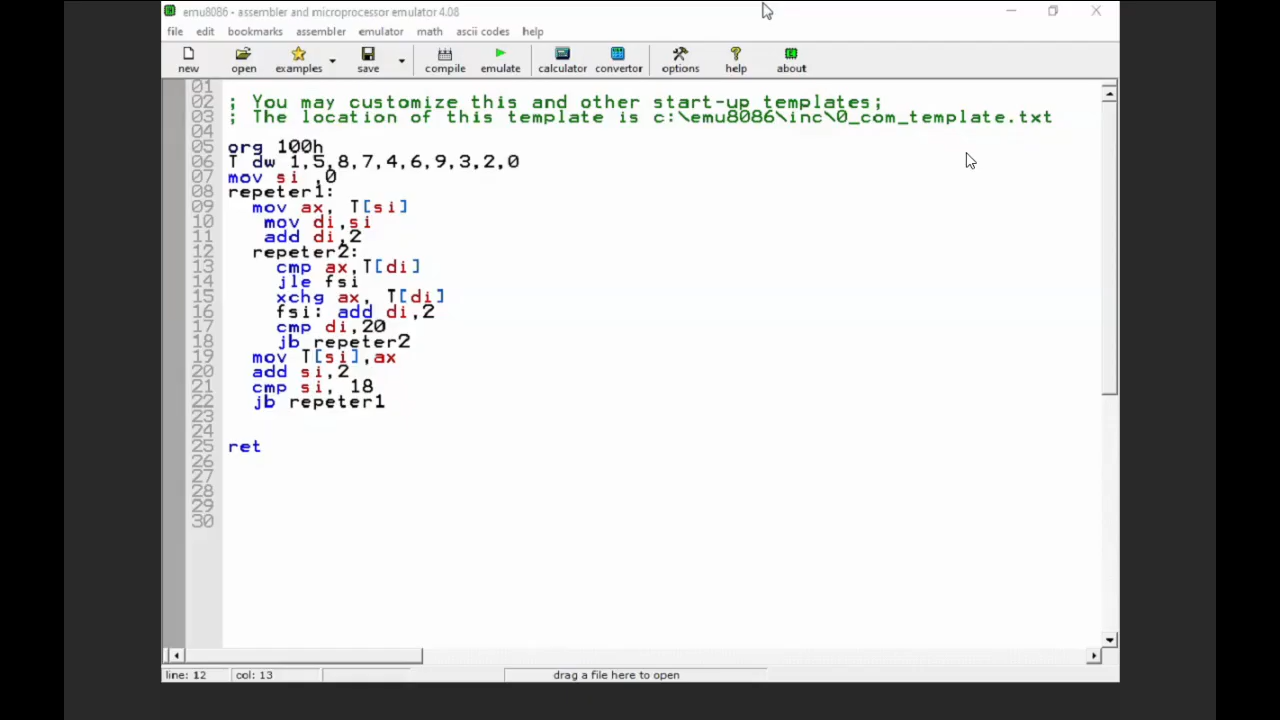 emu8086 - assembler and microprocessor emulator 4.08
file edit bookmarks assembler emulator math ascii codes help
new open examples save compile emulate calculator convertor options help about
01
02 ; You may customize this and other start-up templates;
03 ; The location of this template is c:\emu8086\inc\0_com_template.txt
04
05 org 100h
06 T dw 1,5,8,7,4,6,9,3,2,0
07 mov si ,0
08 repeter1:
09 mov ax, T[si]
10 mov di,si
11 add di,2
12 repeter2:
13 cmp ax,T[di]
14 jle fsi
15 xchg ax, T[di]
16 fsi: add di,2
17 cmp di,20
18 jb repeter2
19 mov T[si],ax
20 add si,2
21 cmp si, 18
22 jb repeter1
23
24
25 ret
26
27
28
29
30
line: 12 col: 13 drag a file here to open